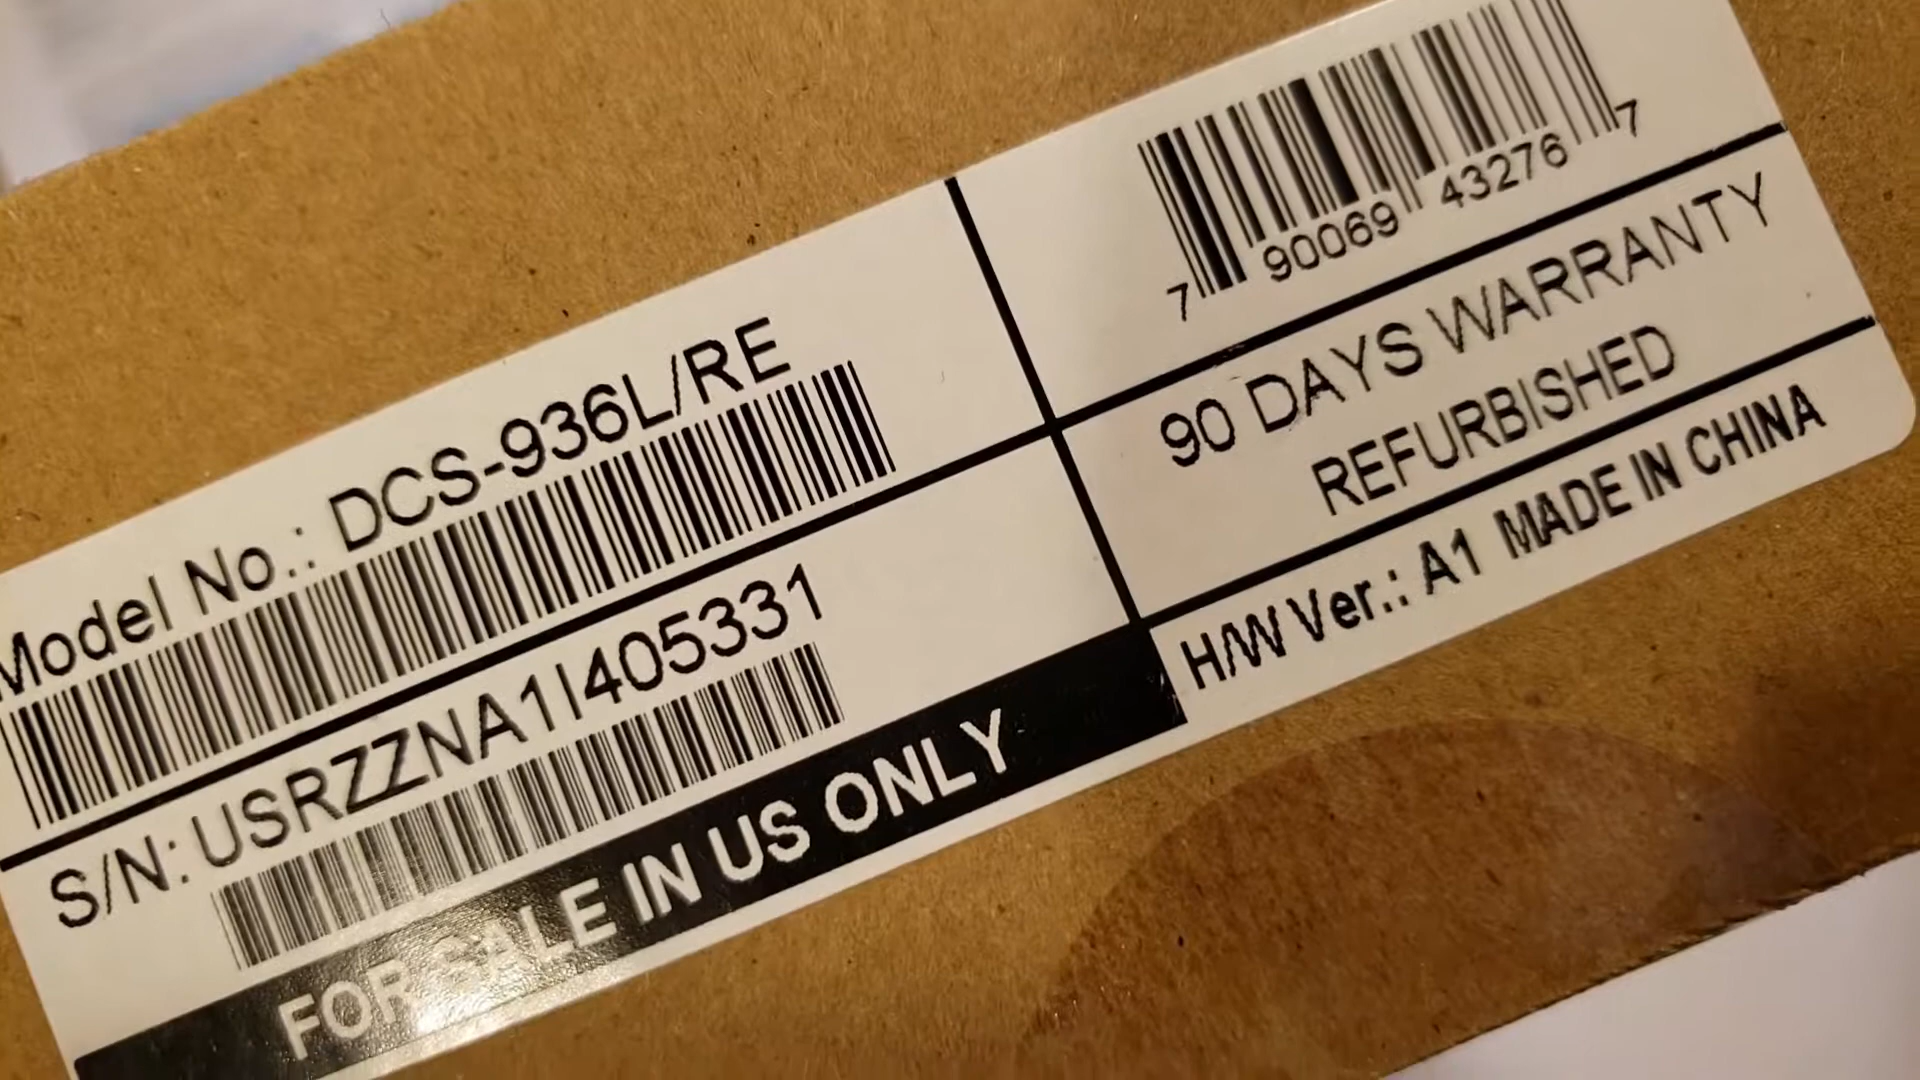 Model No.: DCS-936L/RE
S/N: USRZZNA1I405331
FOR SALE IN US ONLY
7 90069 43276 7
90 DAYS WARRANTY
REFURBISHED
H/W Ver.: A1 MADE IN CHINA